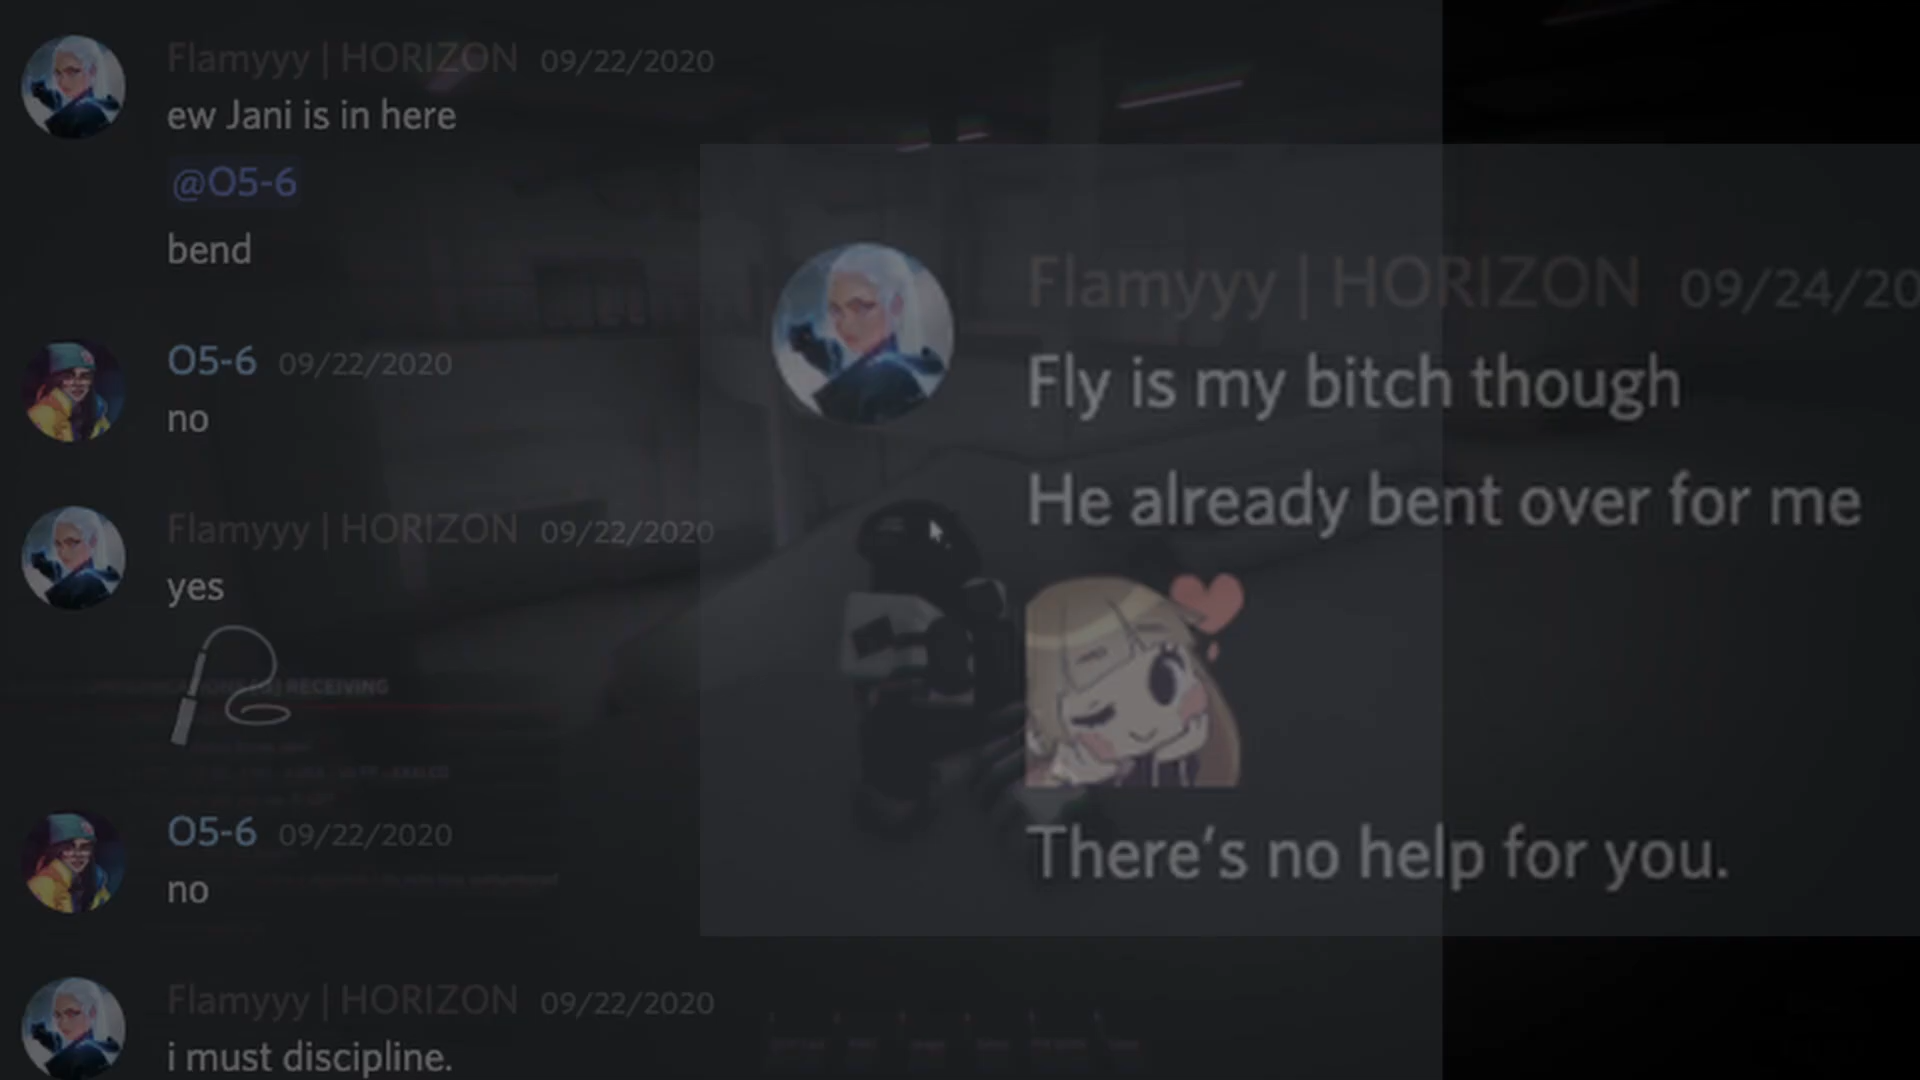 Flamyyy | HORIZON 09/22/2020
ew Jani is in here
@O5-6
bend
O5-6 09/22/2020
no
Flamyyy | HORIZON 09/22/2020
yes
RECEIVING
O5-6 09/22/2020
no
Flamyyy | HORIZON 09/22/2020
i must discipline.
Flamyyy | HORIZON 09/24/20
Fly is my bitch though
He already bent over for me
There's no help for you.